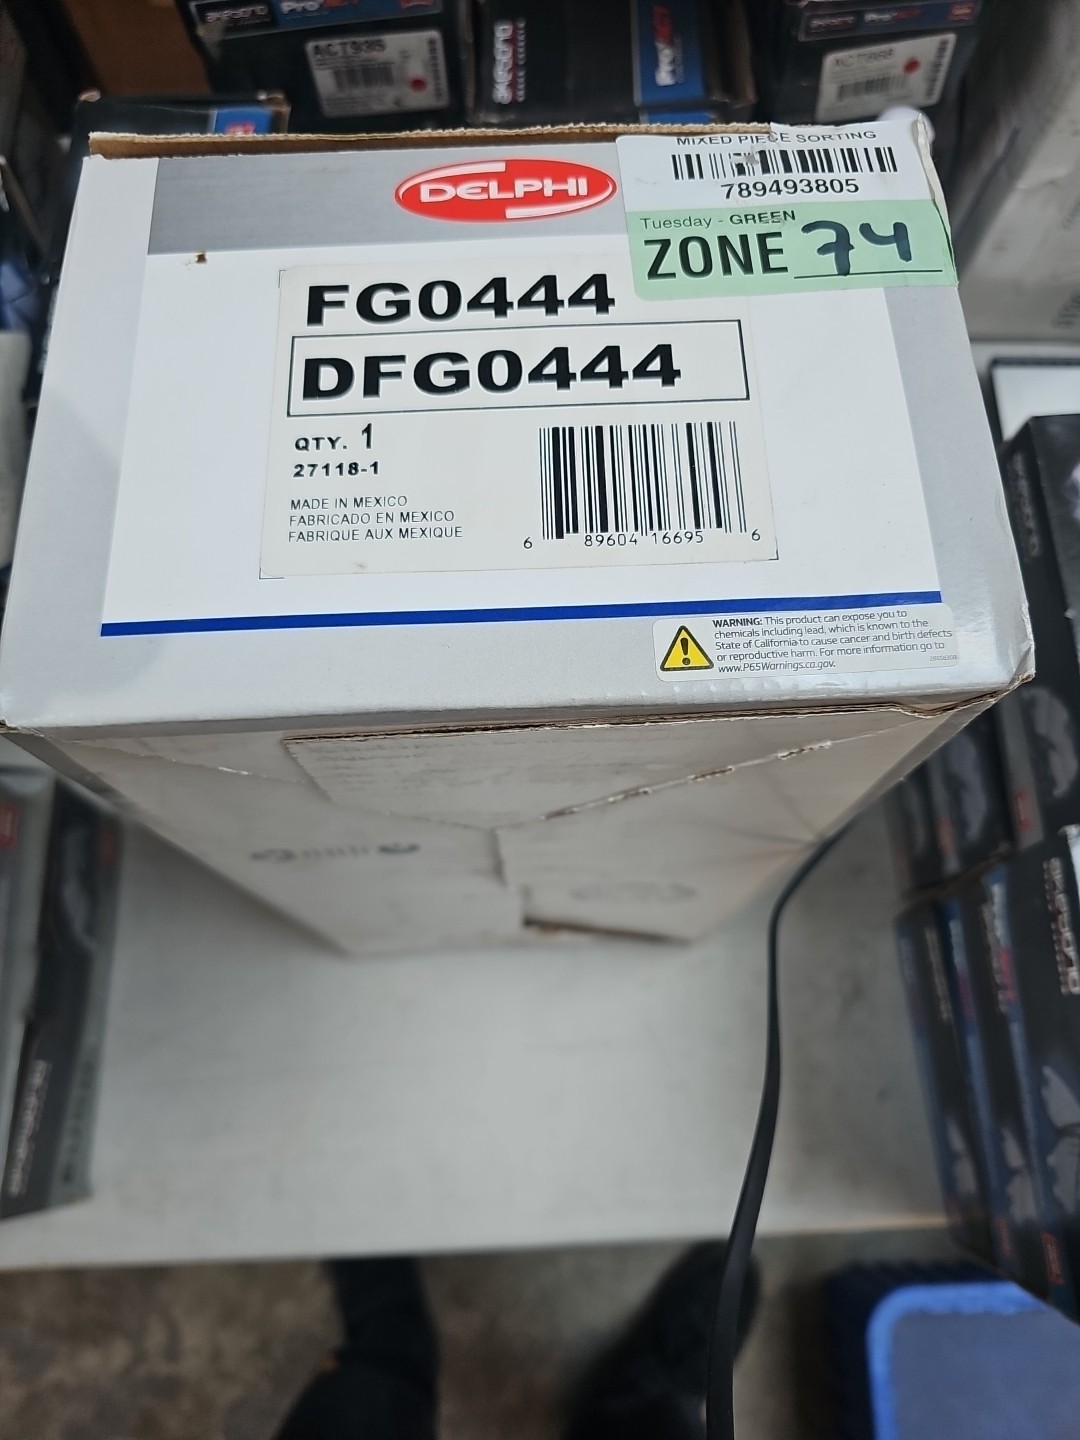 ACT986
DELPHI
MIXED PIECE SORTING
789493805
Tuesday - GREEN
ZONE 74
FG0444
DFG0444
QTY. 1
27118-1
MADE IN MEXICO
FABRICADO EN MEXICO
FABRIQUE AUX MEXIQUE
6 89604 16695 6
WARNING: This product can expose you to
chemicals including lead, which is known to the
State of California to cause cancer and birth defects
or reproductive harm. For more information go to
www.P65Warnings.ca.gov.